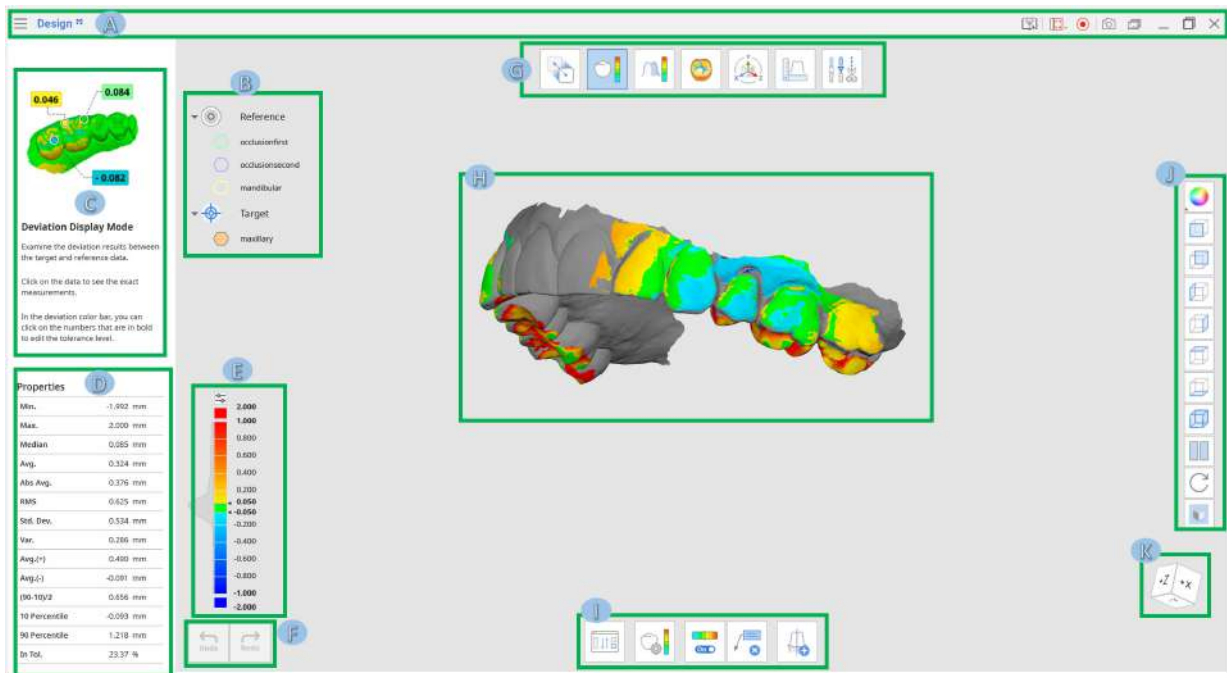 Design
A
G
0.046
0.084
- 0.082
C
Deviation Display Mode
Examine the deviation results between
the target and reference data.
Click on the data to see the exact
measurements.
In the deviation color bar, you can
click on the numbers that are in bold
to edit the tolerance level.
B
Reference
occlusionfirst
occlusionsecond
mandibular
Target
maxillary
H
J
Properties
D
Min. -1.992 mm
Max. 2.000 mm
Median 0.085 mm
Avg. 0.324 mm
Abs Avg. 0.376 mm
RMS 0.625 mm
Std. Dev. 0.534 mm
Var. 0.286 mm
Avg.(+) mm
Avg.(-) -0.091 mm
(90-10)/2 0.656 mm
10 Percentile -0.093 mm
90 Percentile 1.218 mm
In Tol. 23.37 %
E
2.000
1.000
0.800
0.600
0.400
0.200
0.050
-0.050
-0.200
-0.400
-0.600
-0.800
-1.000
-2.000
F
Undo
Redo
I
On
K
+Z
+X